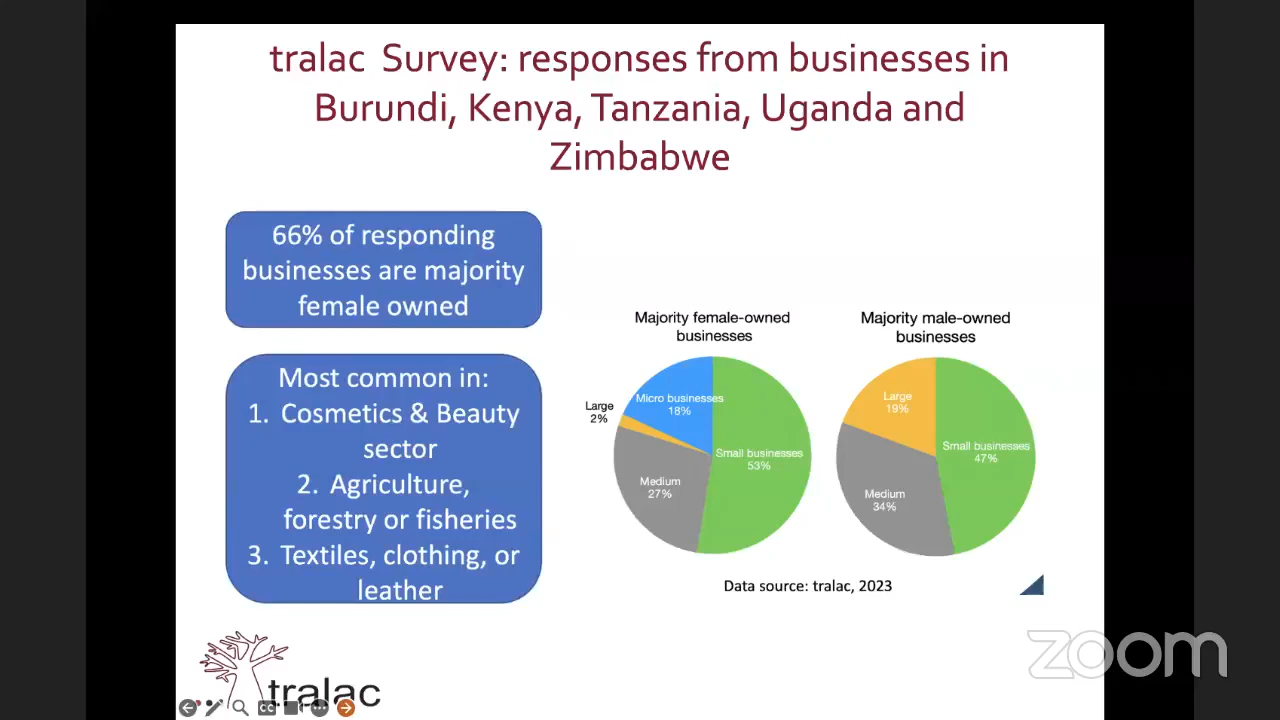 tralac Survey: responses from businesses in
Burundi, Kenya, Tanzania, Uganda and
Zimbabwe
66% of responding
businesses are majority
female owned
Most common in:
1. Cosmetics & Beauty
sector
2. Agriculture,
forestry or fisheries
3. Textiles, clothing, or
leather
Majority female-owned
businesses
Large
2%
Micro businesses
18%
Small businesses
53%
Medium
27%
Majority male-owned
businesses
Large
19%
Small businesses
47%
Medium
34%
Data source: tralac, 2023
tralac
CC
zoom